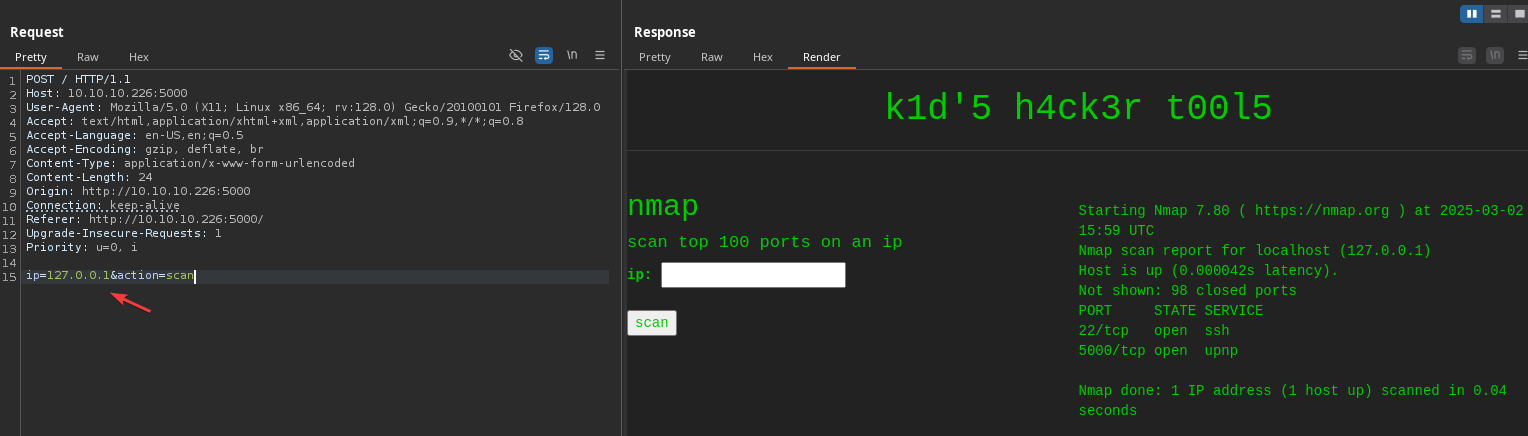 Request
Pretty Raw Hex
\n
1 POST / HTTP/1.1
2 Host: 10.10.10.226:5000
3 User-Agent: Mozilla/5.0 (X11; Linux x86_64; rv:128.0) Gecko/20100101 Firefox/128.0
4 Accept: text/html,application/xhtml+xml,application/xml;q=0.9,*/*;q=0.8
5 Accept-Language: en-US,en;q=0.5
6 Accept-Encoding: gzip, deflate, br
7 Content-Type: application/x-www-form-urlencoded
8 Content-Length: 24
9 Origin: http://10.10.10.226:5000
10 Connection: keep-alive
11 Referer: http://10.10.10.226:5000/
12 Upgrade-Insecure-Requests: 1
13 Priority: u=0, i
14
15 ip=127.0.0.1&action=scan
Response
Pretty Raw Hex Render
\n
k1d'5 h4ck3r t00l5
nmap
scan top 100 ports on an ip
ip:
scan
Starting Nmap 7.80 ( https://nmap.org ) at 2025-03-02
15:59 UTC
Nmap scan report for localhost (127.0.0.1)
Host is up (0.000042s latency).
Not shown: 98 closed ports
PORT STATE SERVICE
22/tcp open ssh
5000/tcp open upnp
Nmap done: 1 IP address (1 host up) scanned in 0.04
seconds